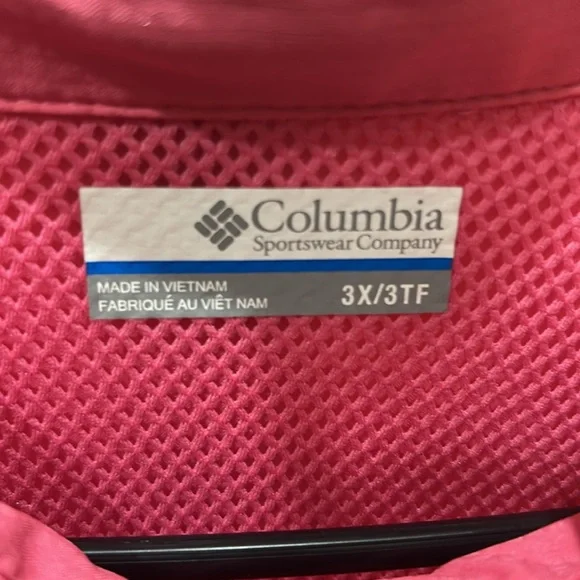 Columbia
Sportswear Company
MADE IN VIETNAM
FABRIQUÉ AU VIÊT NAM
3X/3TF